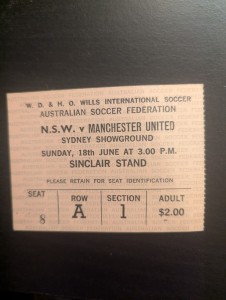 W. D. & H. O. WILLS INTERNATIONAL SOCCER
AUSTRALIAN SOCCER FEDERATION
N.S.W. v MANCHESTER UNITED
SYDNEY SHOWGROUND
SUNDAY, 18th JUNE AT 3.00 P.M.
SINCLAIR STAND
PLEASE RETAIN FOR SEAT IDENTIFICATION
SEAT ROW SECTION ADULT
8 A 1 $2.00